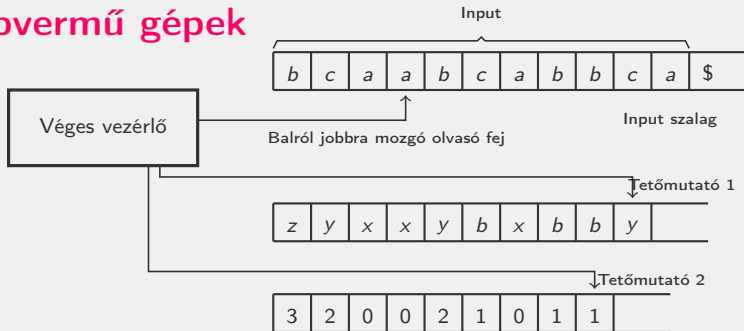 bvermű gépek
Input
b c a a b c a b b c a $
Véges vezérlő
Input szalag
Balról jobbra mozgó olvasó fej
Tetőmutató 1
z y x x y b x b b y
Tetőmutató 2
3 2 0 0 2 1 0 1 1